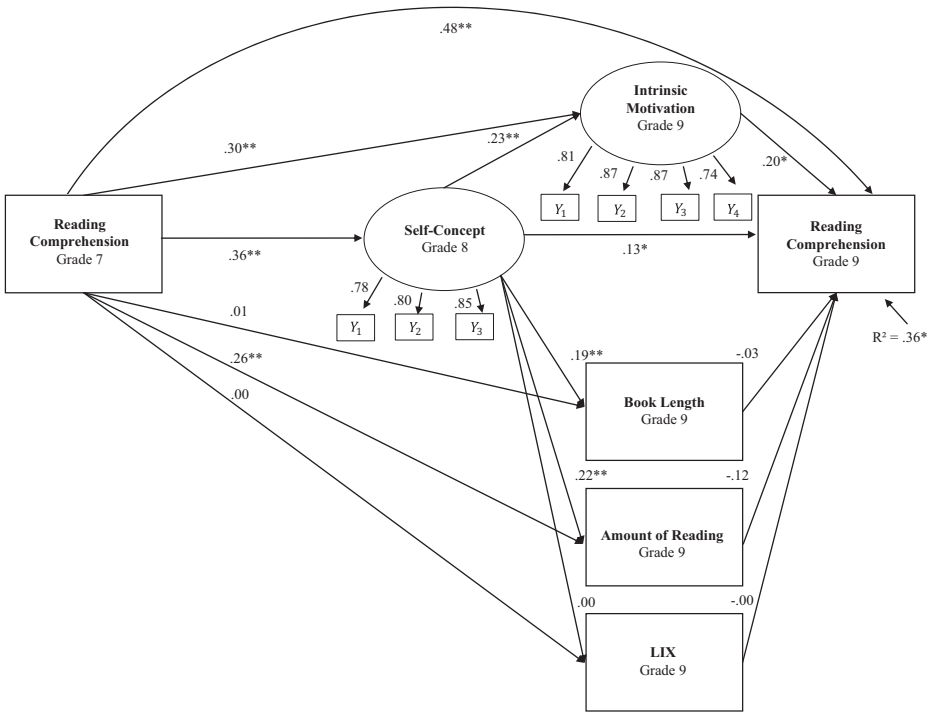 .48**
Intrinsic
Motivation
Grade 9
.30**
.23**
.81
.87
.87
.74
.20*
Y₁
Y₂
Y₃
Y₄
Reading
Comprehension
Grade 7
Self-Concept
Grade 8
Reading
Comprehension
Grade 9
.36**
.13*
.78
.80
.85
Y₁
Y₂
Y₃
R² = .36*
.01
.26**
.00
.19**
-.03
Book Length
Grade 9
.22**
-.12
Amount of Reading
Grade 9
.00
-.00
LIX
Grade 9